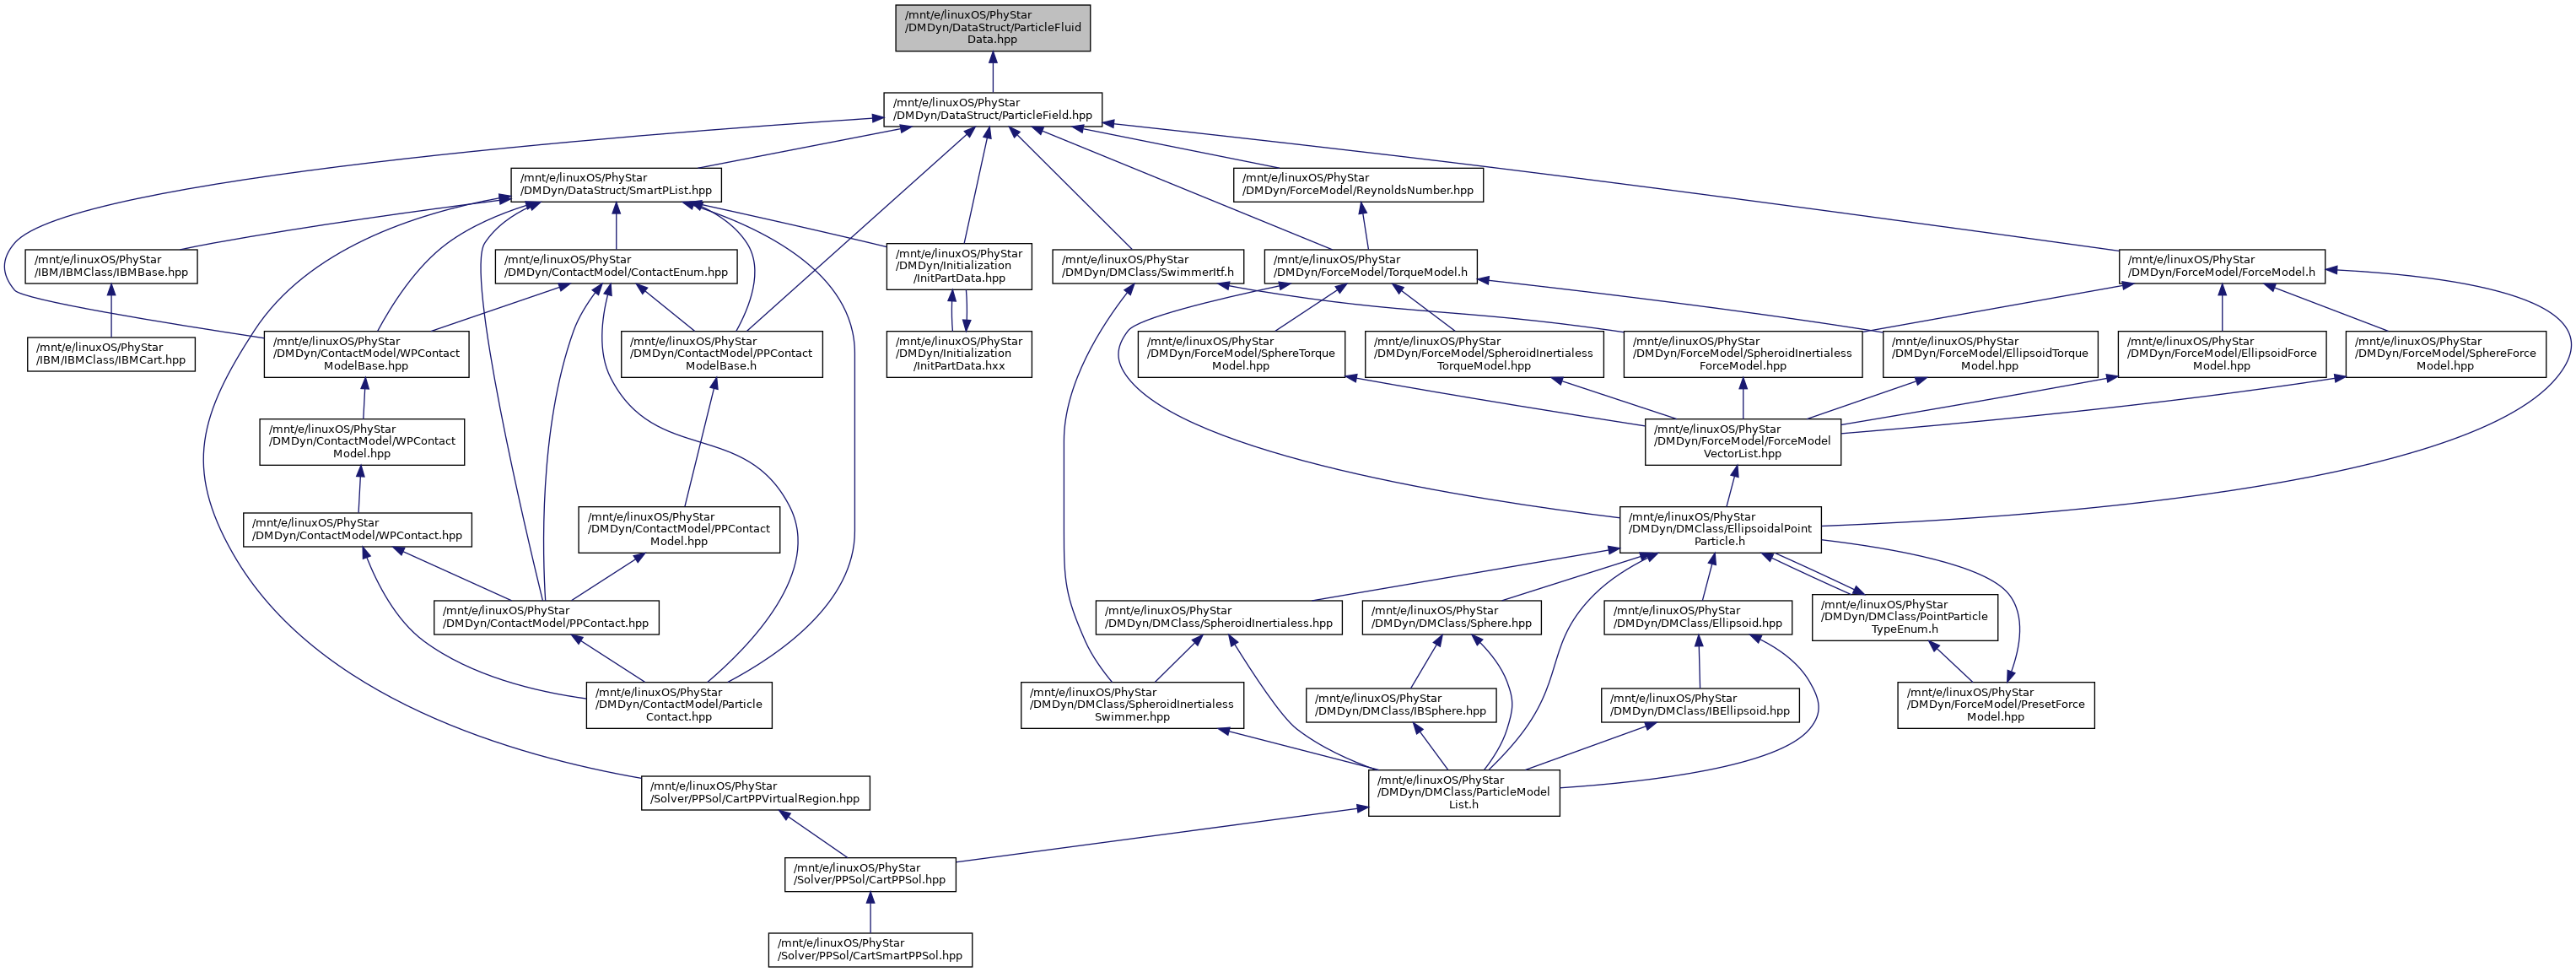 /mnt/e/linuxOS/PhyStar
/DMDyn/DataStruct/ParticleFluid
Data.hpp
/mnt/e/linuxOS/PhyStar
/DMDyn/DataStruct/ParticleField.hpp
/mnt/e/linuxOS/PhyStar
/DMDyn/DataStruct/SmartPList.hpp
/mnt/e/linuxOS/PhyStar
/DMDyn/ForceModel/ReynoldsNumber.hpp
/mnt/e/linuxOS/PhyStar
/IBM/IBMClass/IBMBase.hpp
/mnt/e/linuxOS/PhyStar
/DMDyn/ContactModel/ContactEnum.hpp
/mnt/e/linuxOS/PhyStar
/DMDyn/Initialization
/InitPartData.hpp
/mnt/e/linuxOS/PhyStar
/DMDyn/DMClass/SwimmerItf.h
/mnt/e/linuxOS/PhyStar
/DMDyn/ForceModel/TorqueModel.h
/mnt/e/linuxOS/PhyStar
/DMDyn/ForceModel/ForceModel.h
/mnt/e/linuxOS/PhyStar
/IBM/IBMClass/IBMCart.hpp
/mnt/e/linuxOS/PhyStar
/DMDyn/ContactModel/WPContact
ModelBase.hpp
/mnt/e/linuxOS/PhyStar
/DMDyn/ContactModel/PPContact
ModelBase.h
/mnt/e/linuxOS/PhyStar
/DMDyn/Initialization
/InitPartData.hxx
/mnt/e/linuxOS/PhyStar
/DMDyn/ForceModel/SphereTorque
Model.hpp
/mnt/e/linuxOS/PhyStar
/DMDyn/ForceModel/SpheroidInertialess
TorqueModel.hpp
/mnt/e/linuxOS/PhyStar
/DMDyn/ForceModel/SpheroidInertialess
ForceModel.hpp
/mnt/e/linuxOS/PhyStar
/DMDyn/ForceModel/EllipsoidTorque
Model.hpp
/mnt/e/linuxOS/PhyStar
/DMDyn/ForceModel/EllipsoidForce
Model.hpp
/mnt/e/linuxOS/PhyStar
/DMDyn/ForceModel/SphereForce
Model.hpp
/mnt/e/linuxOS/PhyStar
/DMDyn/ContactModel/WPContact
Model.hpp
/mnt/e/linuxOS/PhyStar
/DMDyn/ForceModel/ForceModel
VectorList.hpp
/mnt/e/linuxOS/PhyStar
/DMDyn/ContactModel/WPContact.hpp
/mnt/e/linuxOS/PhyStar
/DMDyn/ContactModel/PPContact
Model.hpp
/mnt/e/linuxOS/PhyStar
/DMDyn/DMClass/EllipsoidalPoint
Particle.h
/mnt/e/linuxOS/PhyStar
/DMDyn/ContactModel/PPContact.hpp
/mnt/e/linuxOS/PhyStar
/DMDyn/DMClass/SpheroidInertialess.hpp
/mnt/e/linuxOS/PhyStar
/DMDyn/DMClass/Sphere.hpp
/mnt/e/linuxOS/PhyStar
/DMDyn/DMClass/Ellipsoid.hpp
/mnt/e/linuxOS/PhyStar
/DMDyn/DMClass/PointParticle
TypeEnum.h
/mnt/e/linuxOS/PhyStar
/DMDyn/ContactModel/Particle
Contact.hpp
/mnt/e/linuxOS/PhyStar
/DMDyn/DMClass/SpheroidInertialess
Swimmer.hpp
/mnt/e/linuxOS/PhyStar
/DMDyn/DMClass/IBSphere.hpp
/mnt/e/linuxOS/PhyStar
/DMDyn/DMClass/IBEllipsoid.hpp
/mnt/e/linuxOS/PhyStar
/DMDyn/ForceModel/PresetForce
Model.hpp
/mnt/e/linuxOS/PhyStar
/Solver/PPSol/CartPPVirtualRegion.hpp
/mnt/e/linuxOS/PhyStar
/DMDyn/DMClass/ParticleModel
List.h
/mnt/e/linuxOS/PhyStar
/Solver/PPSol/CartPPSol.hpp
/mnt/e/linuxOS/PhyStar
/Solver/PPSol/CartSmartPPSol.hpp